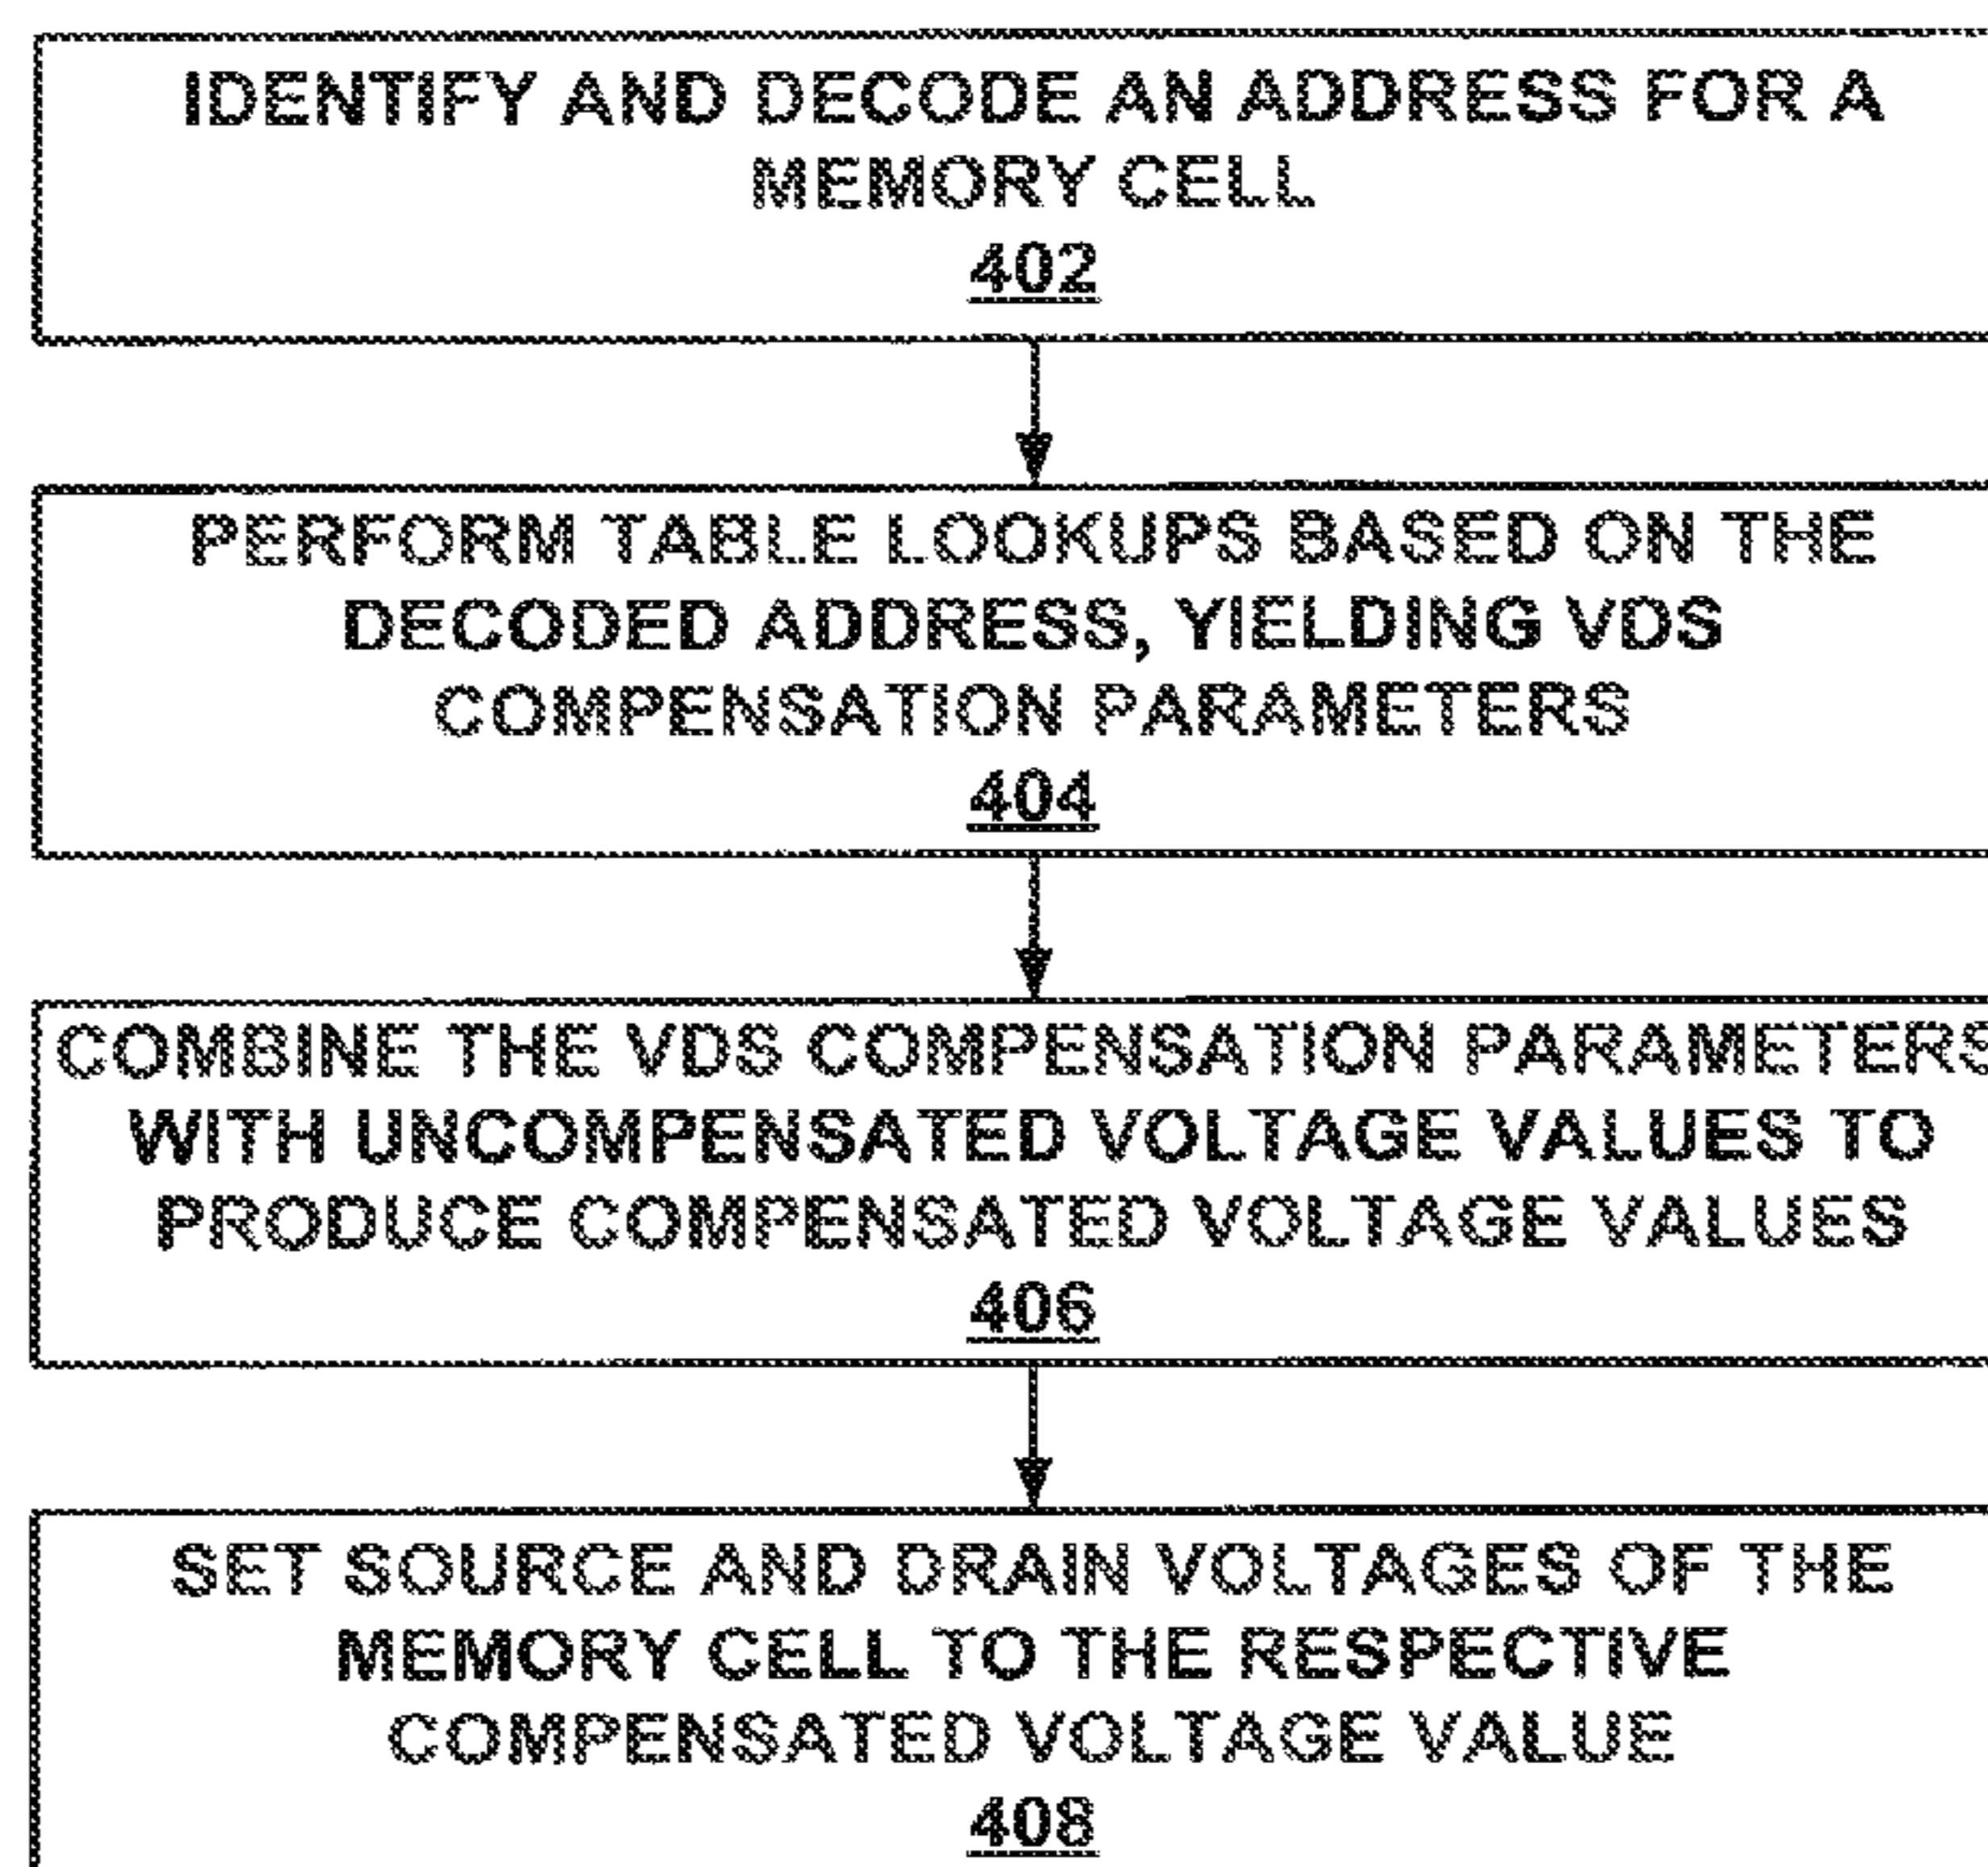 IDENTIFY AND DECODE AN ADDRESS FOR A
MEMORY CELL
402
PERFORM TABLE LOOKUPS BASED ON THE
DECODED ADDRESS, YIELDING VDS
COMPENSATION PARAMETERS
404
COMBINE THE VDS COMPENSATION PARAMETERS
WITH UNCOMPENSATED VOLTAGE VALUES TO
PRODUCE COMPENSATED VOLTAGE VALUES
406
SET SOURCE AND DRAIN VOLTAGES OF THE
MEMORY CELL TO THE RESPECTIVE
COMPENSATED VOLTAGE VALUE
408